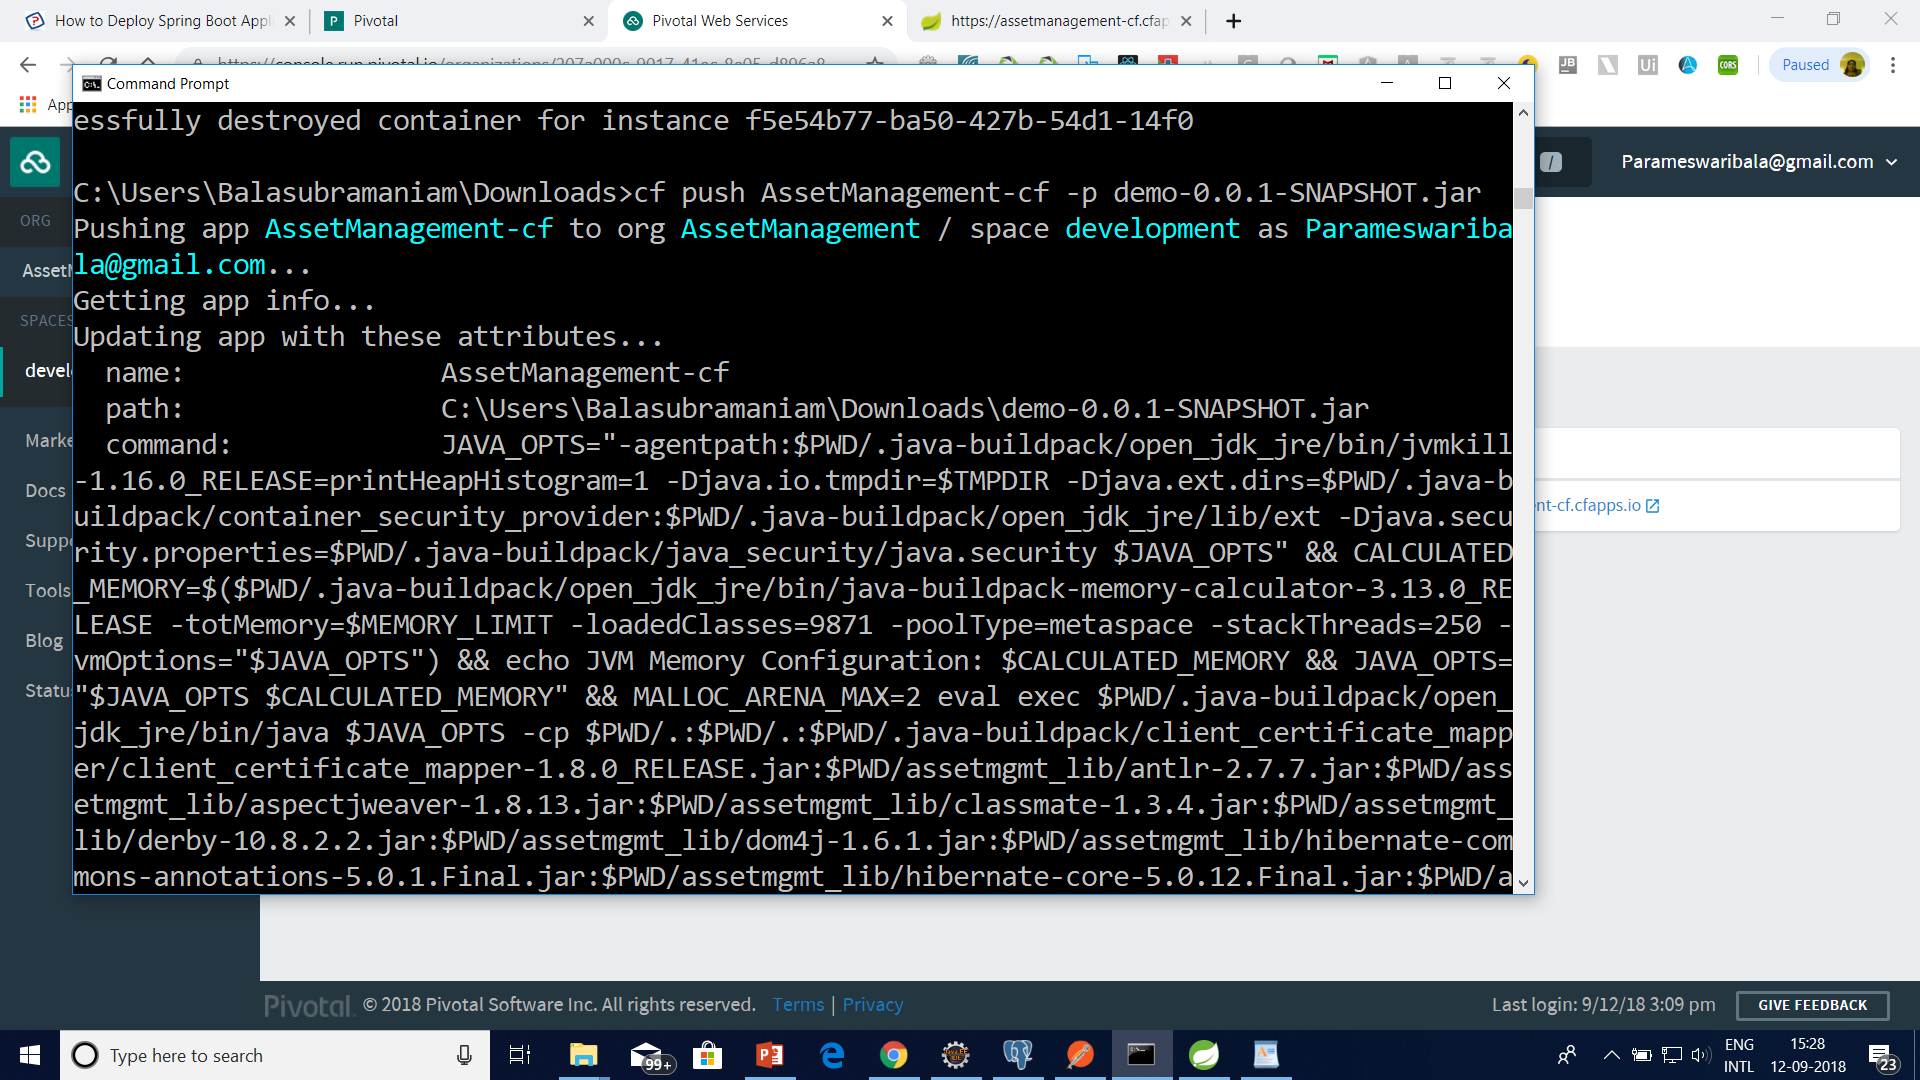 How to Deploy Spring Boot Appl
Pivotal
Pivotal Web Services
https://assetmanagement-cf.cfap
Paused
App
Command Prompt
essfully destroyed container for instance f5e54b77-ba50-427b-54d1-14f0
C:\Users\Balasubramaniam\Downloads>cf push AssetManagement-cf -p demo-0.0.1-SNAPSHOT.jar
Pushing app AssetManagement-cf to org AssetManagement / space development as Parameswariba
la@gmail.com...
Getting app info...
Updating app with these attributes...
name: AssetManagement-cf
path: C:\Users\Balasubramaniam\Downloads\demo-0.0.1-SNAPSHOT.jar
command: JAVA_OPTS="-agentpath:$PWD/.java-buildpack/open_jdk_jre/bin/jvmkill
-1.16.0_RELEASE=printHeapHistogram=1 -Djava.io.tmpdir=$TMPDIR -Djava.ext.dirs=$PWD/.java-b
uildpack/container_security_provider:$PWD/.java-buildpack/open_jdk_jre/lib/ext -Djava.secu
rity.properties=$PWD/.java-buildpack/java_security/java.security $JAVA_OPTS" && CALCULATED
_MEMORY=$($PWD/.java-buildpack/open_jdk_jre/bin/java-buildpack-memory-calculator-3.13.0_RE
LEASE -totMemory=$MEMORY_LIMIT -loadedClasses=9871 -poolType=metaspace -stackThreads=250 -
vmOptions="$JAVA_OPTS") && echo JVM Memory Configuration: $CALCULATED_MEMORY && JAVA_OPTS=
"$JAVA_OPTS $CALCULATED_MEMORY" && MALLOC_ARENA_MAX=2 eval exec $PWD/.java-buildpack/open_
jdk_jre/bin/java $JAVA_OPTS -cp $PWD/.:$PWD/.:$PWD/.java-buildpack/client_certificate_mapp
er/client_certificate_mapper-1.8.0_RELEASE.jar:$PWD/assetmgmt_lib/antlr-2.7.7.jar:$PWD/ass
etmgmt_lib/aspectjweaver-1.8.13.jar:$PWD/assetmgmt_lib/classmate-1.3.4.jar:$PWD/assetmgmt_
lib/derby-10.8.2.2.jar:$PWD/assetmgmt_lib/dom4j-1.6.1.jar:$PWD/assetmgmt_lib/hibernate-com
mons-annotations-5.0.1.Final.jar:$PWD/assetmgmt_lib/hibernate-core-5.0.12.Final.jar:$PWD/a
/
Parameswaribala@gmail.com
ORG
AssetM
SPACES
devel
Marke
Docs
Suppo
Tools
Blog
Statu
nt-cf.cfapps.io
Pivotal. © 2018 Pivotal Software Inc. All rights reserved. Terms | Privacy
Last login: 9/12/18 3:09 pm
GIVE FEEDBACK
Type here to search
99+
ENG
INTL
15:28
12-09-2018
23